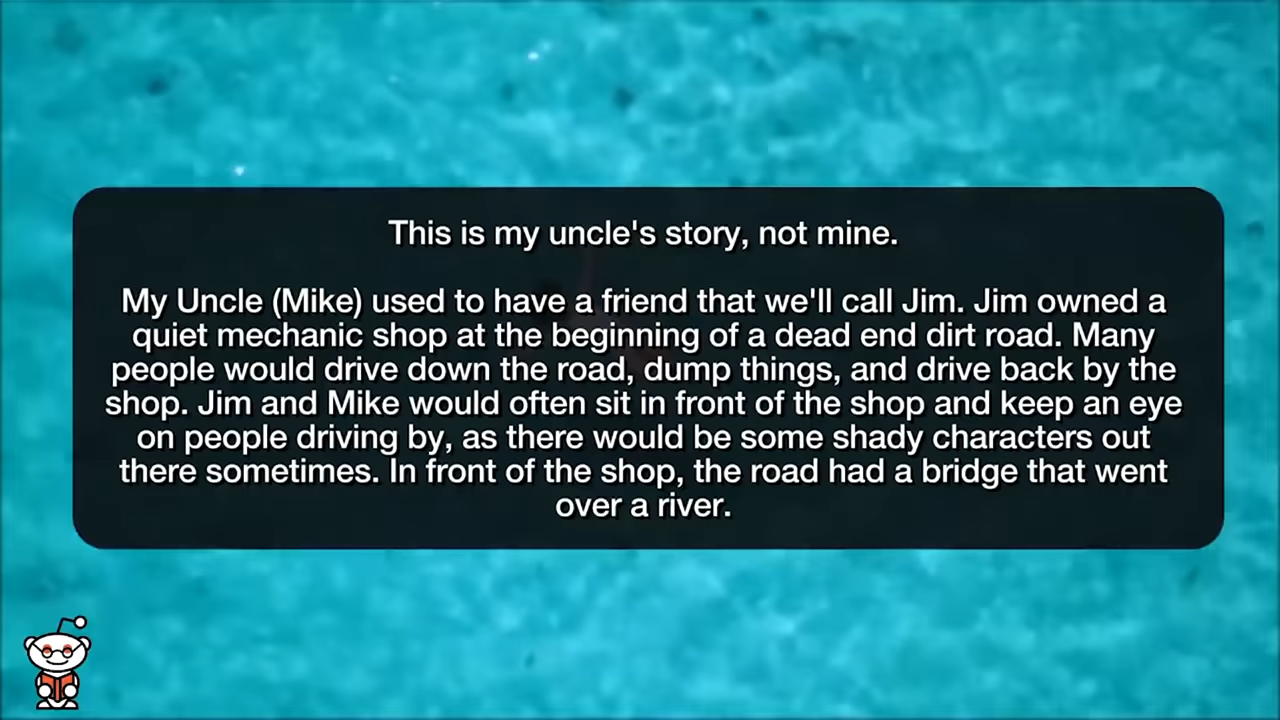 This is my uncle's story, not mine.
My Uncle (Mike) used to have a friend that we'll call Jim. Jim owned a
quiet mechanic shop at the beginning of a dead end dirt road. Many
people would drive down the road, dump things, and drive back by the
shop. Jim and Mike would often sit in front of the shop and keep an eye
on people driving by, as there would be some shady characters out
there sometimes. In front of the shop, the road had a bridge that went
over a river.